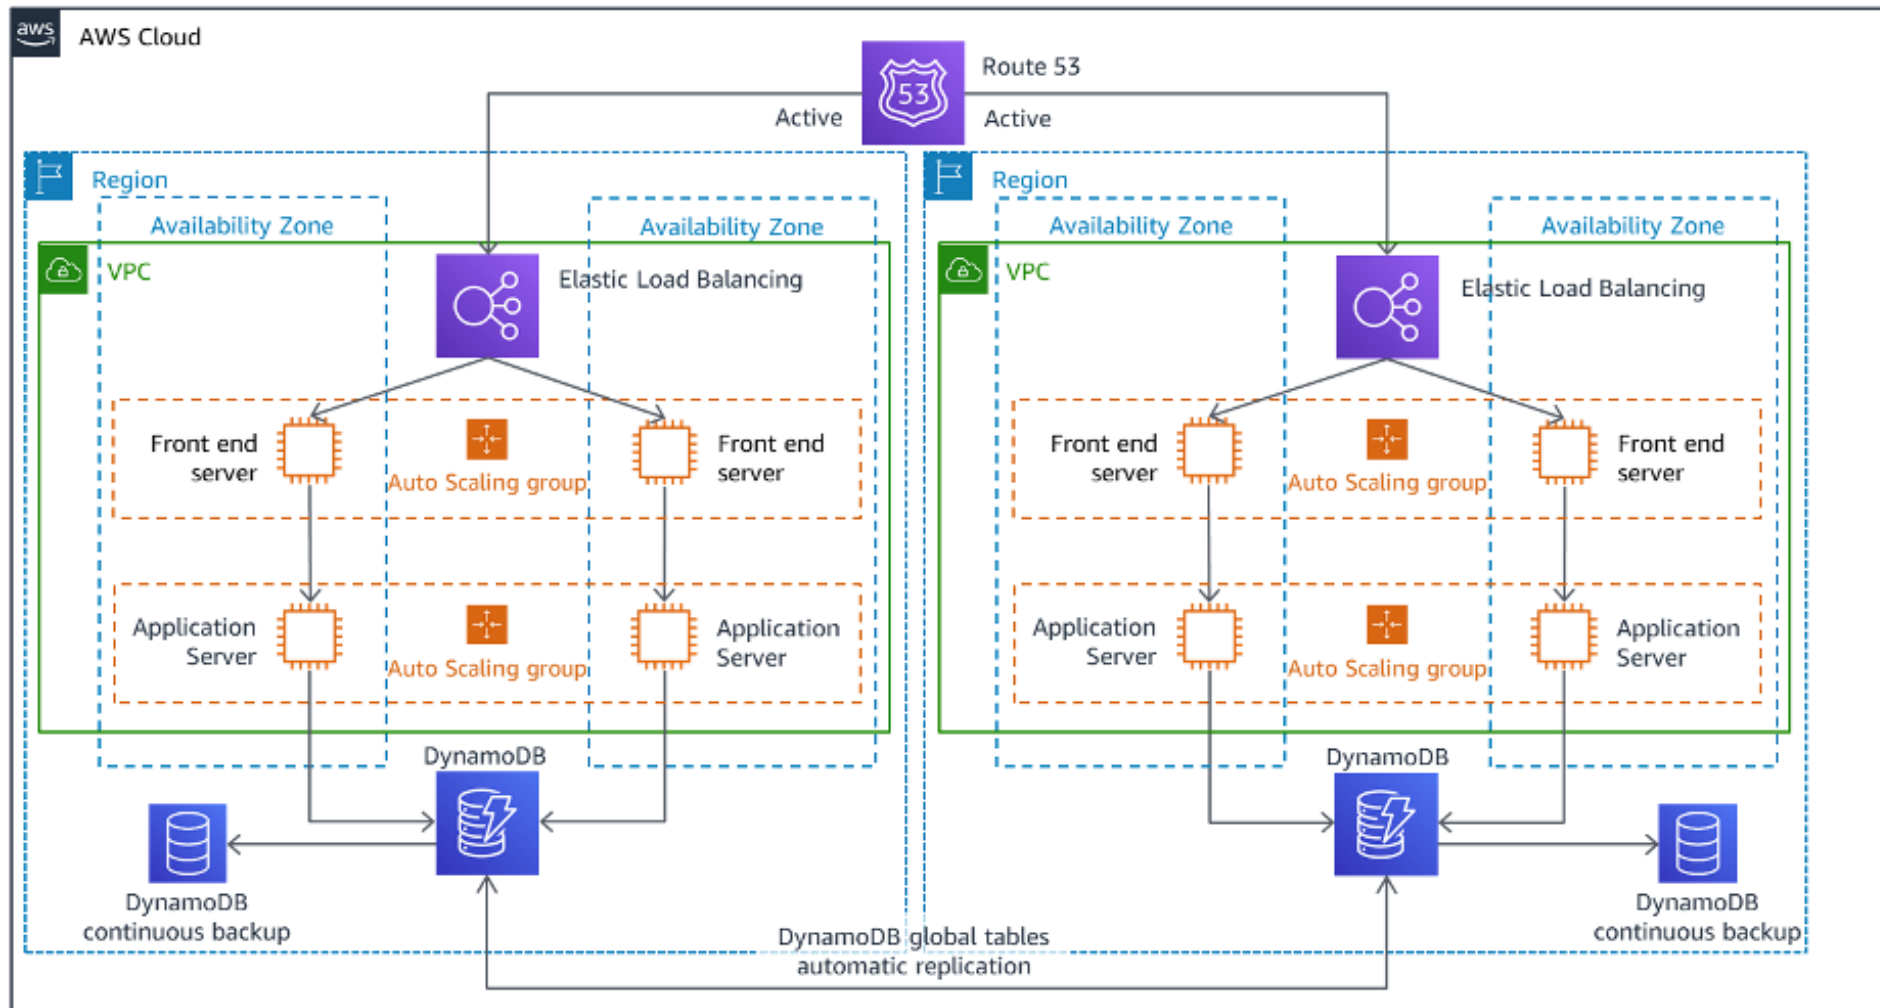 aws
AWS Cloud
Route 53
53
Active
Active
Region
Availability Zone
Availability Zone
VPC
Elastic Load Balancing
Front end
server
Auto Scaling group
Front end
server
Application
Server
Auto Scaling group
Application
Server
DynamoDB
DynamoDB
continuous backup
Region
Availability Zone
Availability Zone
VPC
Elastic Load Balancing
Front end
server
Auto Scaling group
Front end
server
Application
Server
Auto Scaling group
Application
Server
DynamoDB
DynamoDB
continuous backup
DynamoDB global tables
automatic replication